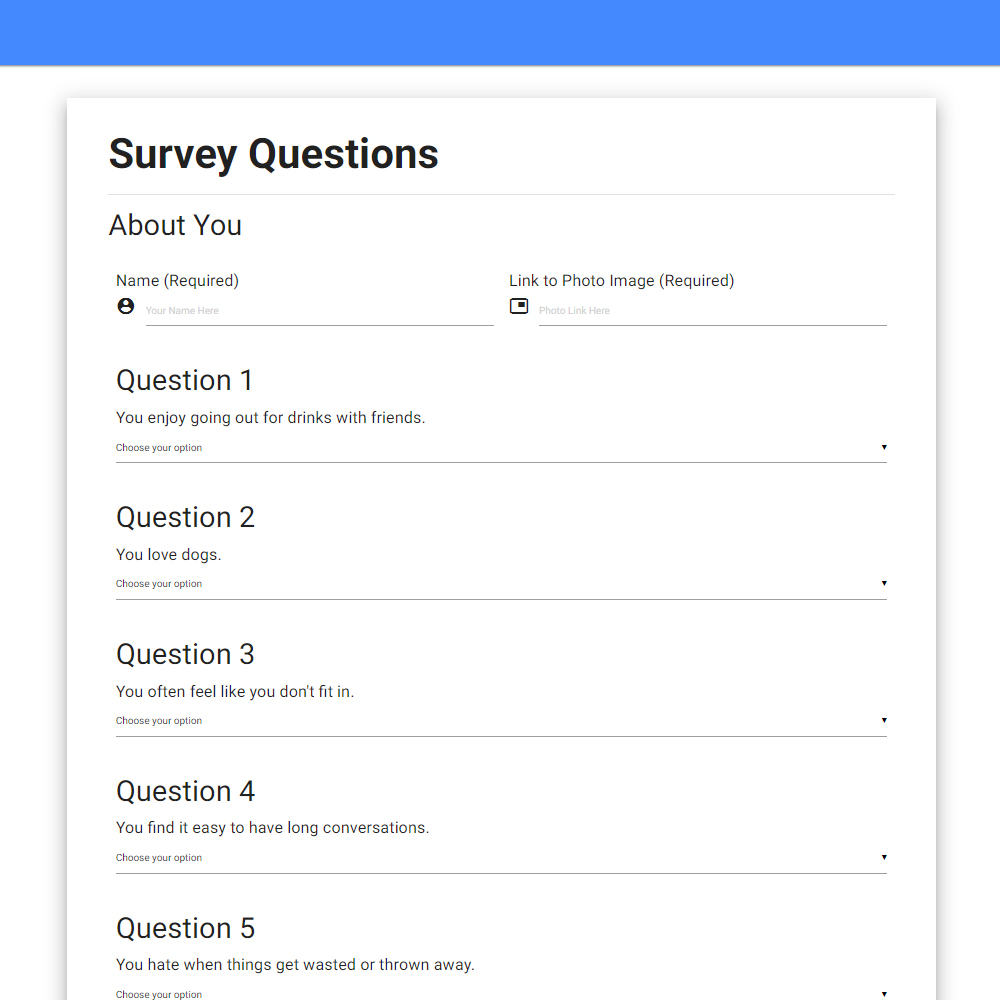 Survey Questions
About You
Name (Required)
Link to Photo Image (Required)
Your Name Here
Photo Link Here
Question 1
You enjoy going out for drinks with friends.
Choose your option
Question 2
You love dogs.
Choose your option
Question 3
You often feel like you don't fit in.
Choose your option
Question 4
You find it easy to have long conversations.
Choose your option
Question 5
You hate when things get wasted or thrown away.
Choose your option